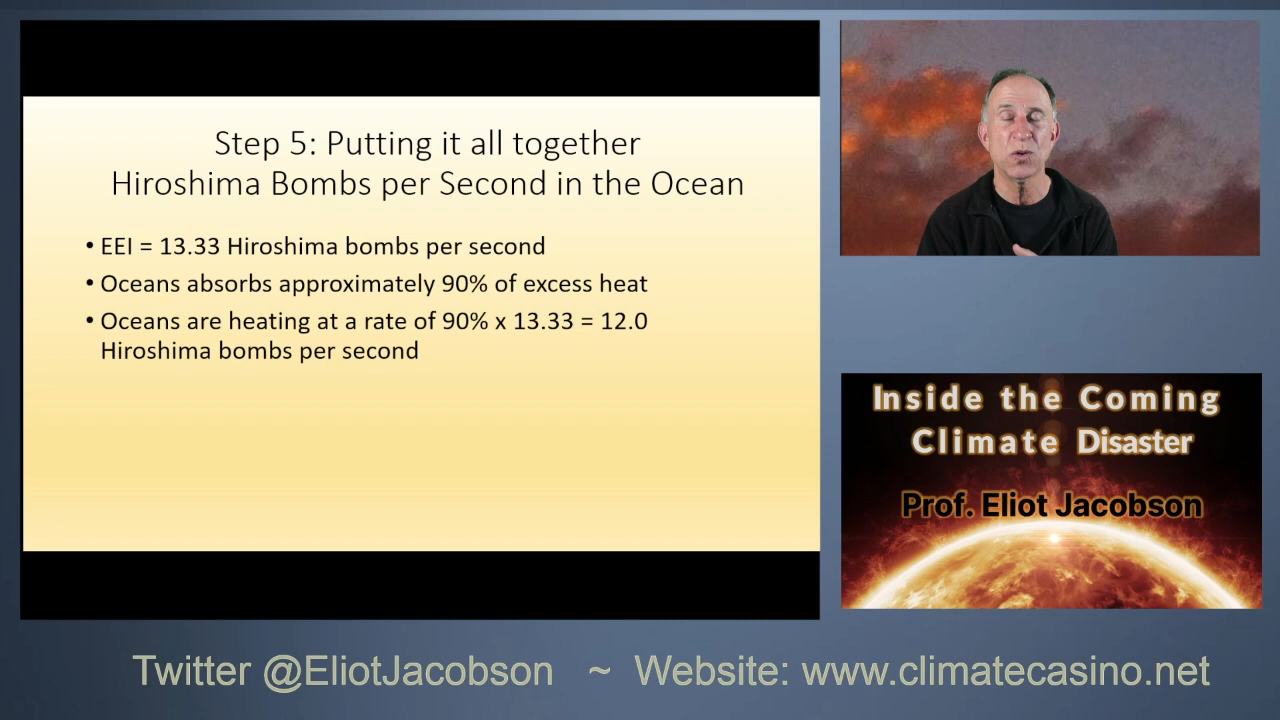 Step 5: Putting it all together
Hiroshima Bombs per Second in the Ocean
• EEI = 13.33 Hiroshima bombs per second
• Oceans absorbs approximately 90% of excess heat
• Oceans are heating at a rate of 90% x 13.33 = 12.0
Hiroshima bombs per second
Inside the Coming
Climate Disaster
Prof. Eliot Jacobson
Twitter @EliotJacobson ~ Website: www.climatecasino.net